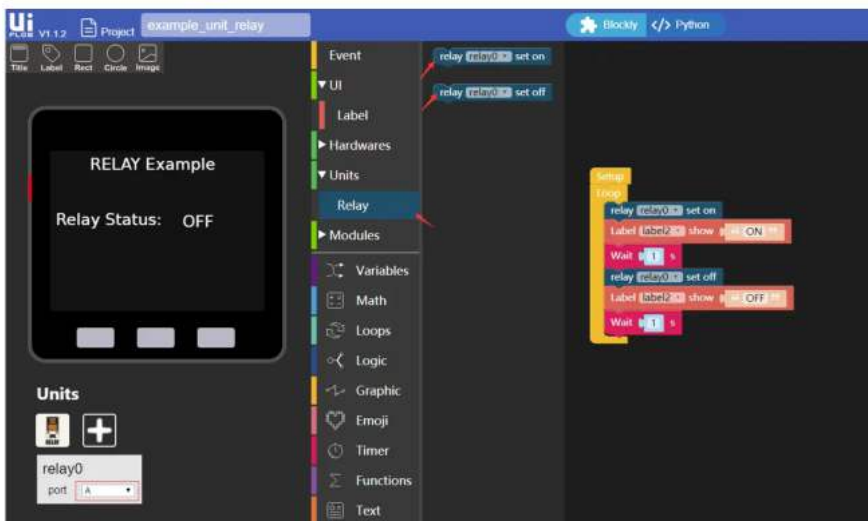 Ui
FLOW V1.1.2 Project example_unit_relay Blockly </> Python
Title Label Rect Circle Image
RELAY Example
Relay Status: OFF
Units
RELAY
relay0
port A
Event
UI
Label
Hardwares
Units
Relay
Modules
Variables
Math
Loops
Logic
Graphic
Emoji
Timer
Functions
Text
relay relay0 set on
relay relay0 set off
Setup
Loop
relay relay0 set on
Label label2 show “ ON ”
Wait 1 s
relay relay0 set off
Label label2 show “ OFF ”
Wait 1 s